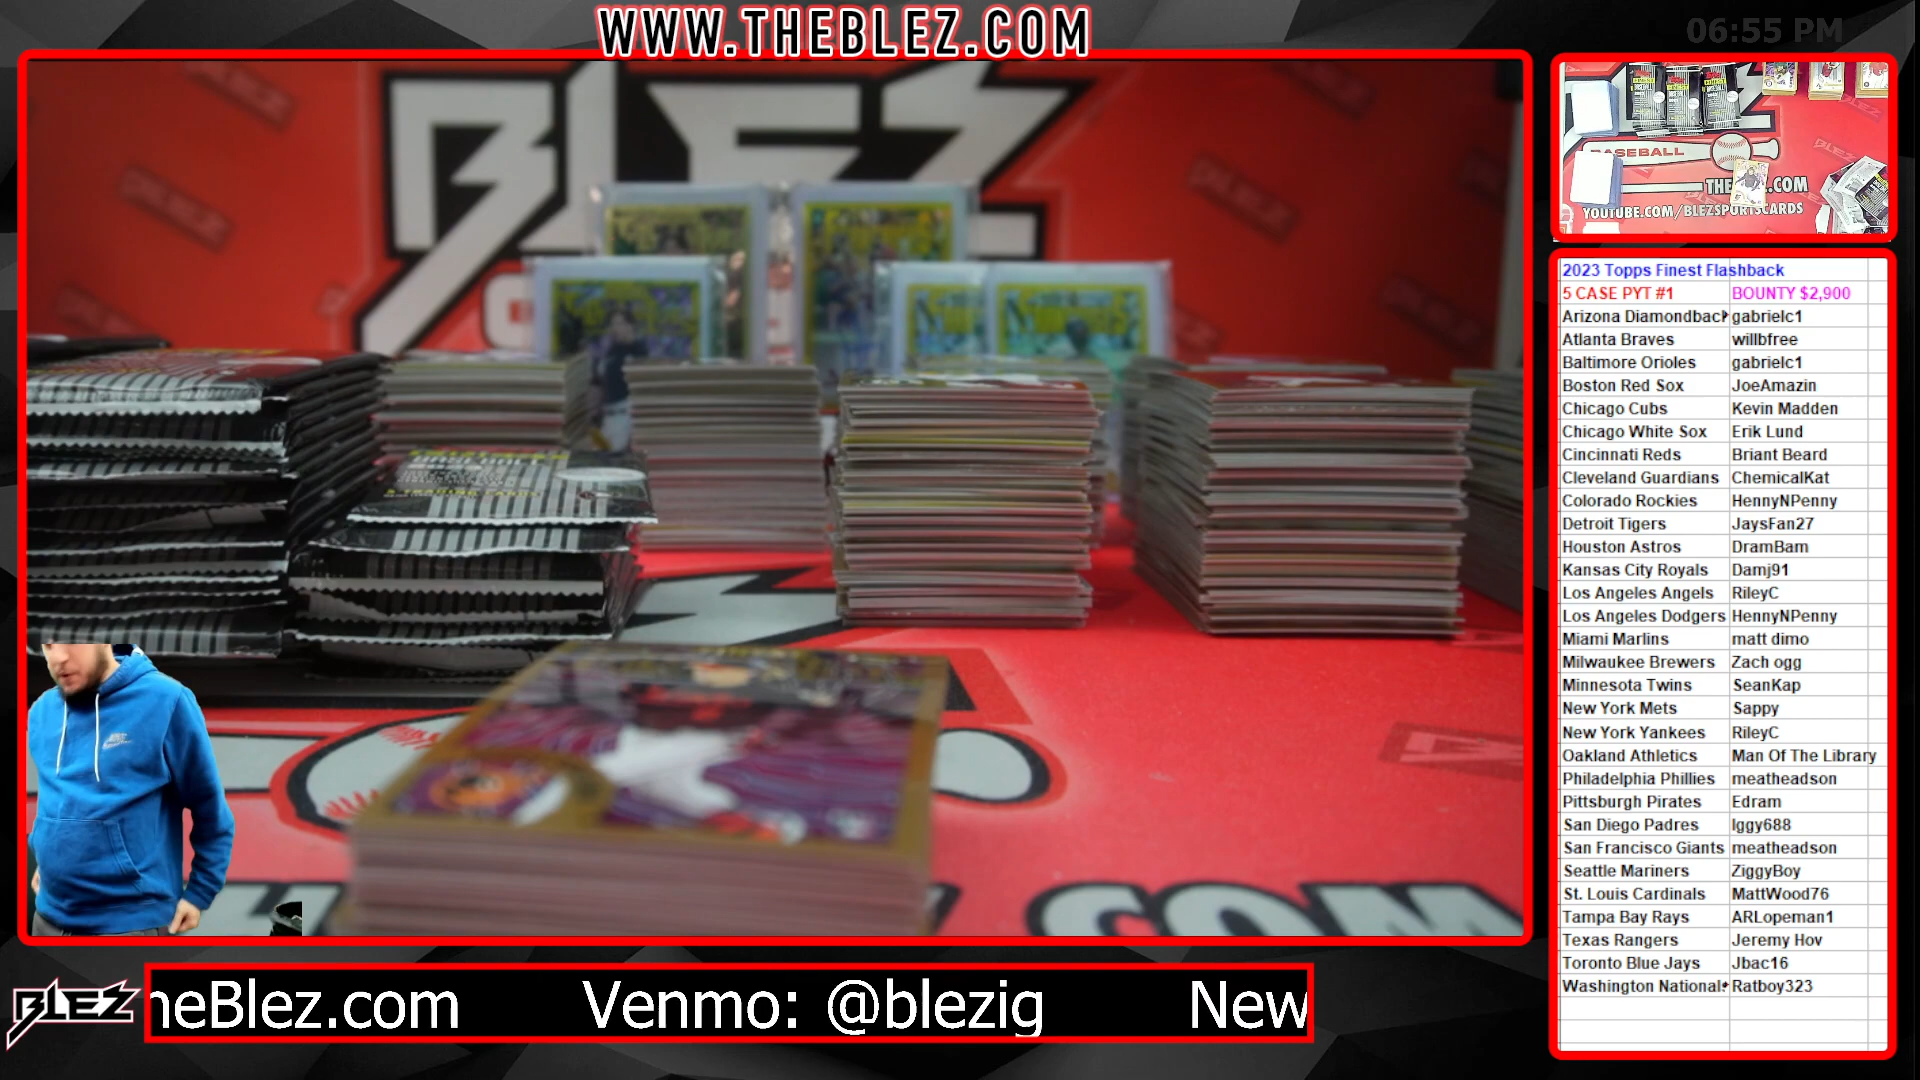 WWW.THEBLEZ.COM
06:55 PM
BLEZ
BASEBALL
YOUTUBE.COM/BLEZSPORTSCARDS
2023 Topps Finest Flashback
5 CASE PYT #1 BOUNTY $2,900
Arizona Diamondback gabrielc1
Atlanta Braves willbfree
Baltimore Orioles gabrielc1
Boston Red Sox JoeAmazin
Chicago Cubs Kevin Madden
Chicago White Sox Erik Lund
Cincinnati Reds Briant Beard
Cleveland Guardians ChemicalKat
Colorado Rockies HennyNPenny
Detroit Tigers JaysFan27
Houston Astros DramBam
Kansas City Royals Damj91
Los Angeles Angels RileyC
Los Angeles Dodgers HennyNPenny
Miami Marlins matt dimo
Milwaukee Brewers Zach ogg
Minnesota Twins SeanKap
New York Mets Sappy
New York Yankees RileyC
Oakland Athletics Man Of The Library
Philadelphia Phillies meatheadson
Pittsburgh Pirates Edram
San Diego Padres Iggy688
San Francisco Giants meatheadson
Seattle Mariners ZiggyBoy
St. Louis Cardinals MattWood76
Tampa Bay Rays ARLopeman1
Texas Rangers Jeremy Hov
Toronto Blue Jays Jbac16
Washington Nationals Ratboy323
BLEZ
heBlez.com Venmo: @blezig New